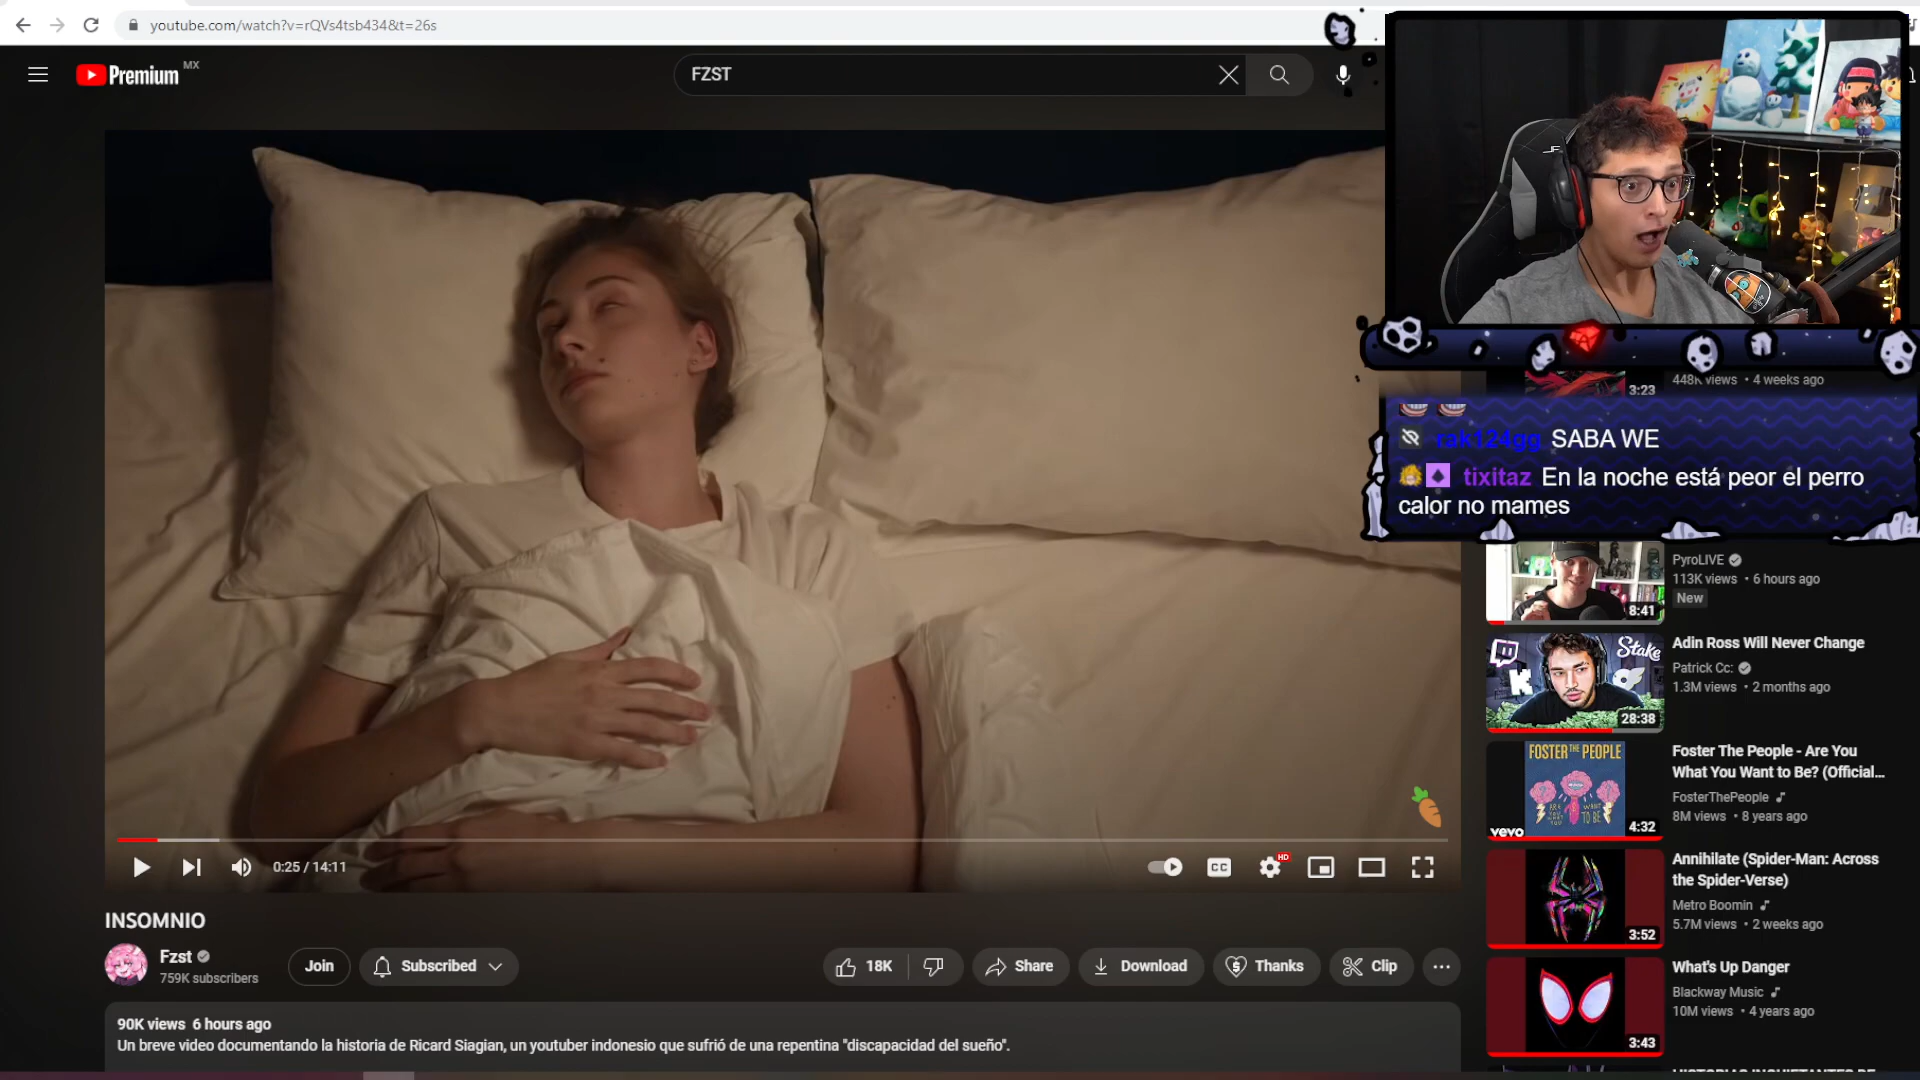 youtube.com/watch?v=rQVs4tsb434&t=26s
Premium MX
FZST
448K views • 4 weeks ago
3:23
rak124gg SABA WE
tixitaz En la noche está peor el perro
calor no mames
PyroLIVE
113K views • 6 hours ago
New
8:41
Adin Ross Will Never Change
Patrick Cc:
1.3M views • 2 months ago
Stake
K
28:38
Foster The People - Are You
What You Want to Be? (Official...
FosterThePeople
8M views • 8 years ago
FOSTER THE PEOPLE
vevo
4:32
Annihilate (Spider-Man: Across
the Spider-Verse)
Metro Boomin
5.7M views • 2 weeks ago
3:52
What's Up Danger
Blackway Music
10M views • 4 years ago
3:43
0:25 / 14:11
CC
HD
INSOMNIO
Fzst
759K subscribers
Join
Subscribed
18K
Share
Download
Thanks
Clip
90K views 6 hours ago
Un breve video documentando la historia de Ricard Siagian, un youtuber indonesio que sufrió de una repentina "discapacidad del sueño".